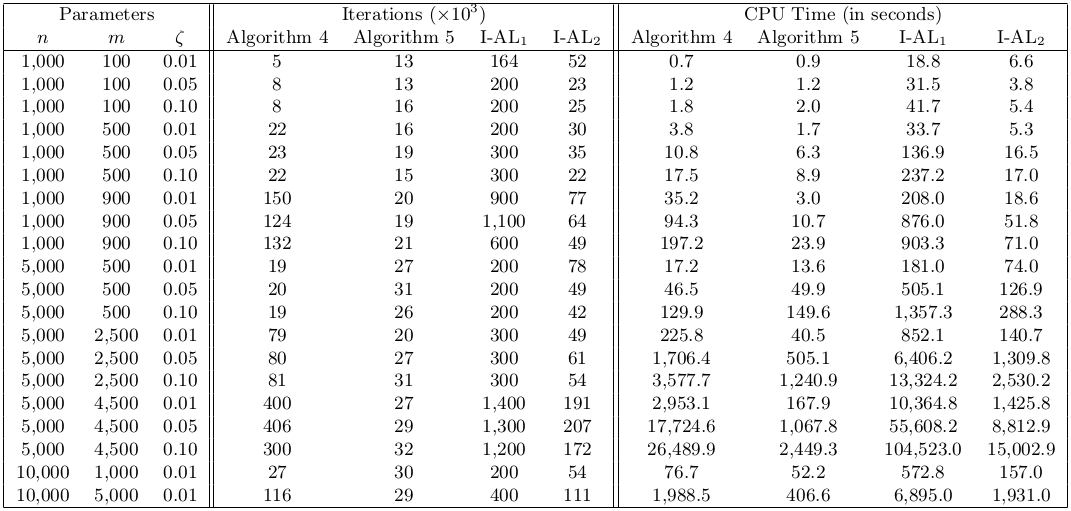 Parameters Iterations (×10³) CPU Time (in seconds)
n m ζ Algorithm 4 Algorithm 5 I-AL₁ I-AL₂ Algorithm 4 Algorithm 5 I-AL₁ I-AL₂
1,000 100 0.01 5 13 164 52 0.7 0.9 18.8 6.6
1,000 100 0.05 8 13 200 23 1.2 1.2 31.5 3.8
1,000 100 0.10 8 16 200 25 1.8 2.0 41.7 5.4
1,000 500 0.01 22 16 200 30 3.8 1.7 33.7 5.3
1,000 500 0.05 23 19 300 35 10.8 6.3 136.9 16.5
1,000 500 0.10 22 15 300 22 17.5 8.9 237.2 17.0
1,000 900 0.01 150 20 900 77 35.2 3.0 208.0 18.6
1,000 900 0.05 124 19 1,100 64 94.3 10.7 876.0 51.8
1,000 900 0.10 132 21 600 49 197.2 23.9 903.3 71.0
5,000 500 0.01 19 27 200 78 17.2 13.6 181.0 74.0
5,000 500 0.05 20 31 200 49 46.5 49.9 505.1 126.9
5,000 500 0.10 19 26 200 42 129.9 149.6 1,357.3 288.3
5,000 2,500 0.01 79 20 300 49 225.8 40.5 852.1 140.7
5,000 2,500 0.05 80 27 300 61 1,706.4 505.1 6,406.2 1,309.8
5,000 2,500 0.10 81 31 300 54 3,577.7 1,240.9 13,324.2 2,530.2
5,000 4,500 0.01 400 27 1,400 191 2,953.1 167.9 10,364.8 1,425.8
5,000 4,500 0.05 406 29 1,300 207 17,724.6 1,067.8 55,608.2 8,812.9
5,000 4,500 0.10 300 32 1,200 172 26,489.9 2,449.3 104,523.0 15,002.9
10,000 1,000 0.01 27 30 200 54 76.7 52.2 572.8 157.0
10,000 5,000 0.01 116 29 400 111 1,988.5 406.6 6,895.0 1,931.0